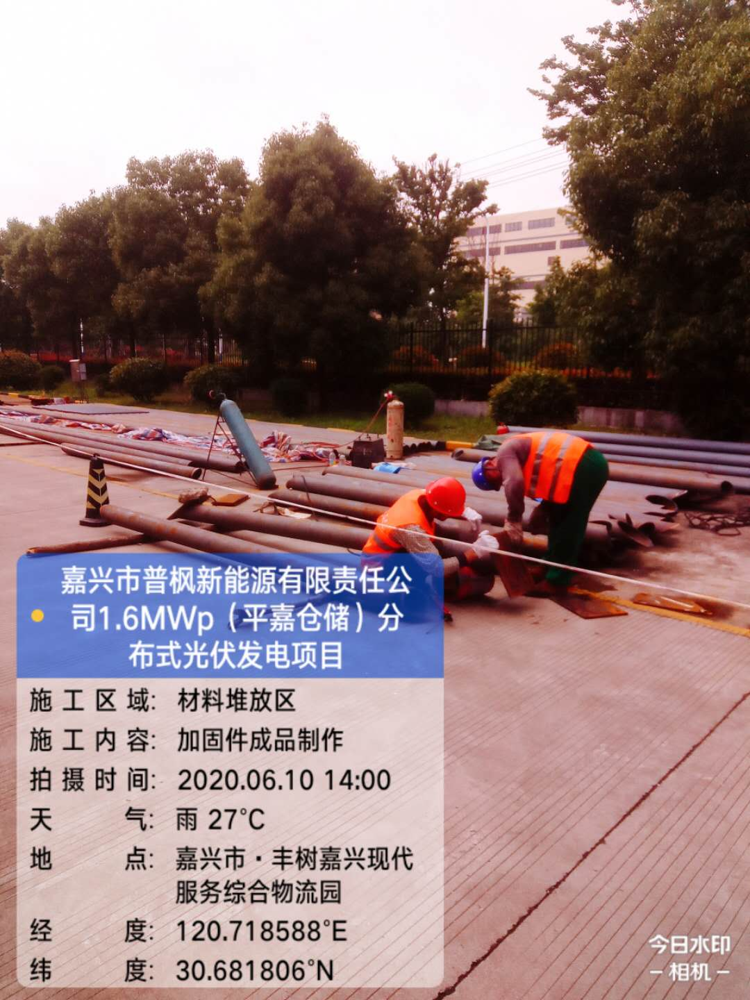 嘉兴市普枫新能源有限责任公
司1.6MWp（平嘉仓储）分
布式光伏发电项目
施工区域: 材料堆放区
施工内容: 加固件成品制作
拍摄时间: 2020.06.10 14:00
天气: 雨 27°C
地点: 嘉兴市·丰树嘉兴现代
服务综合物流园
经度: 120.718588°E
纬度: 30.681806°N
今日水印
–相机–